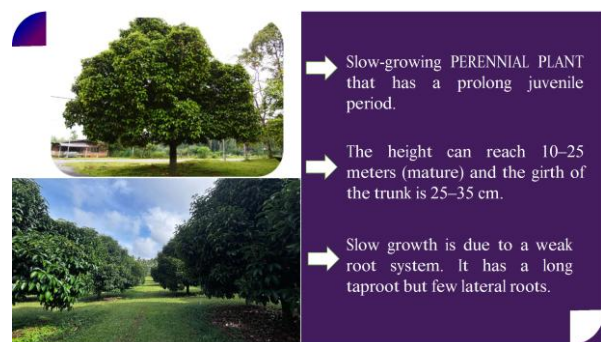 Slow-growing PERENNIAL PLANT
that has a prolong juvenile
period.
The height can reach 10–25
meters (mature) and the girth of
the trunk is 25–35 cm.
Slow growth is due to a weak
root system. It has a long
taproot but few lateral roots.